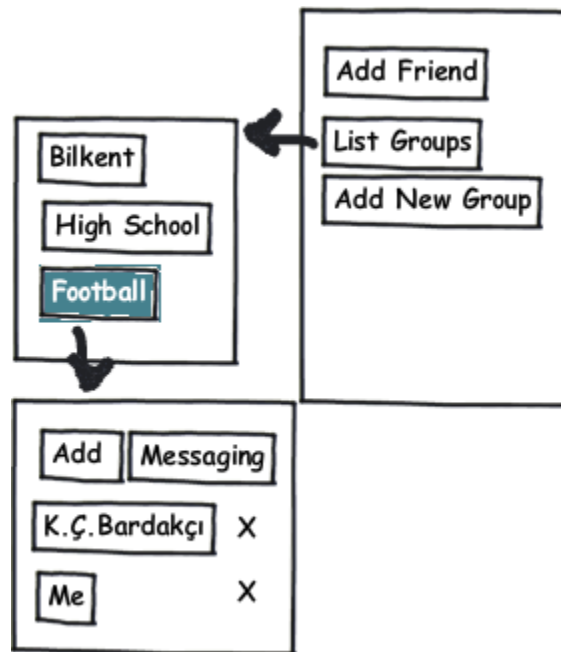 Add Friend
List Groups
Add New Group
Bilkent
High School
Football
Add Messaging
K.Ç.Bardakçı X
Me X